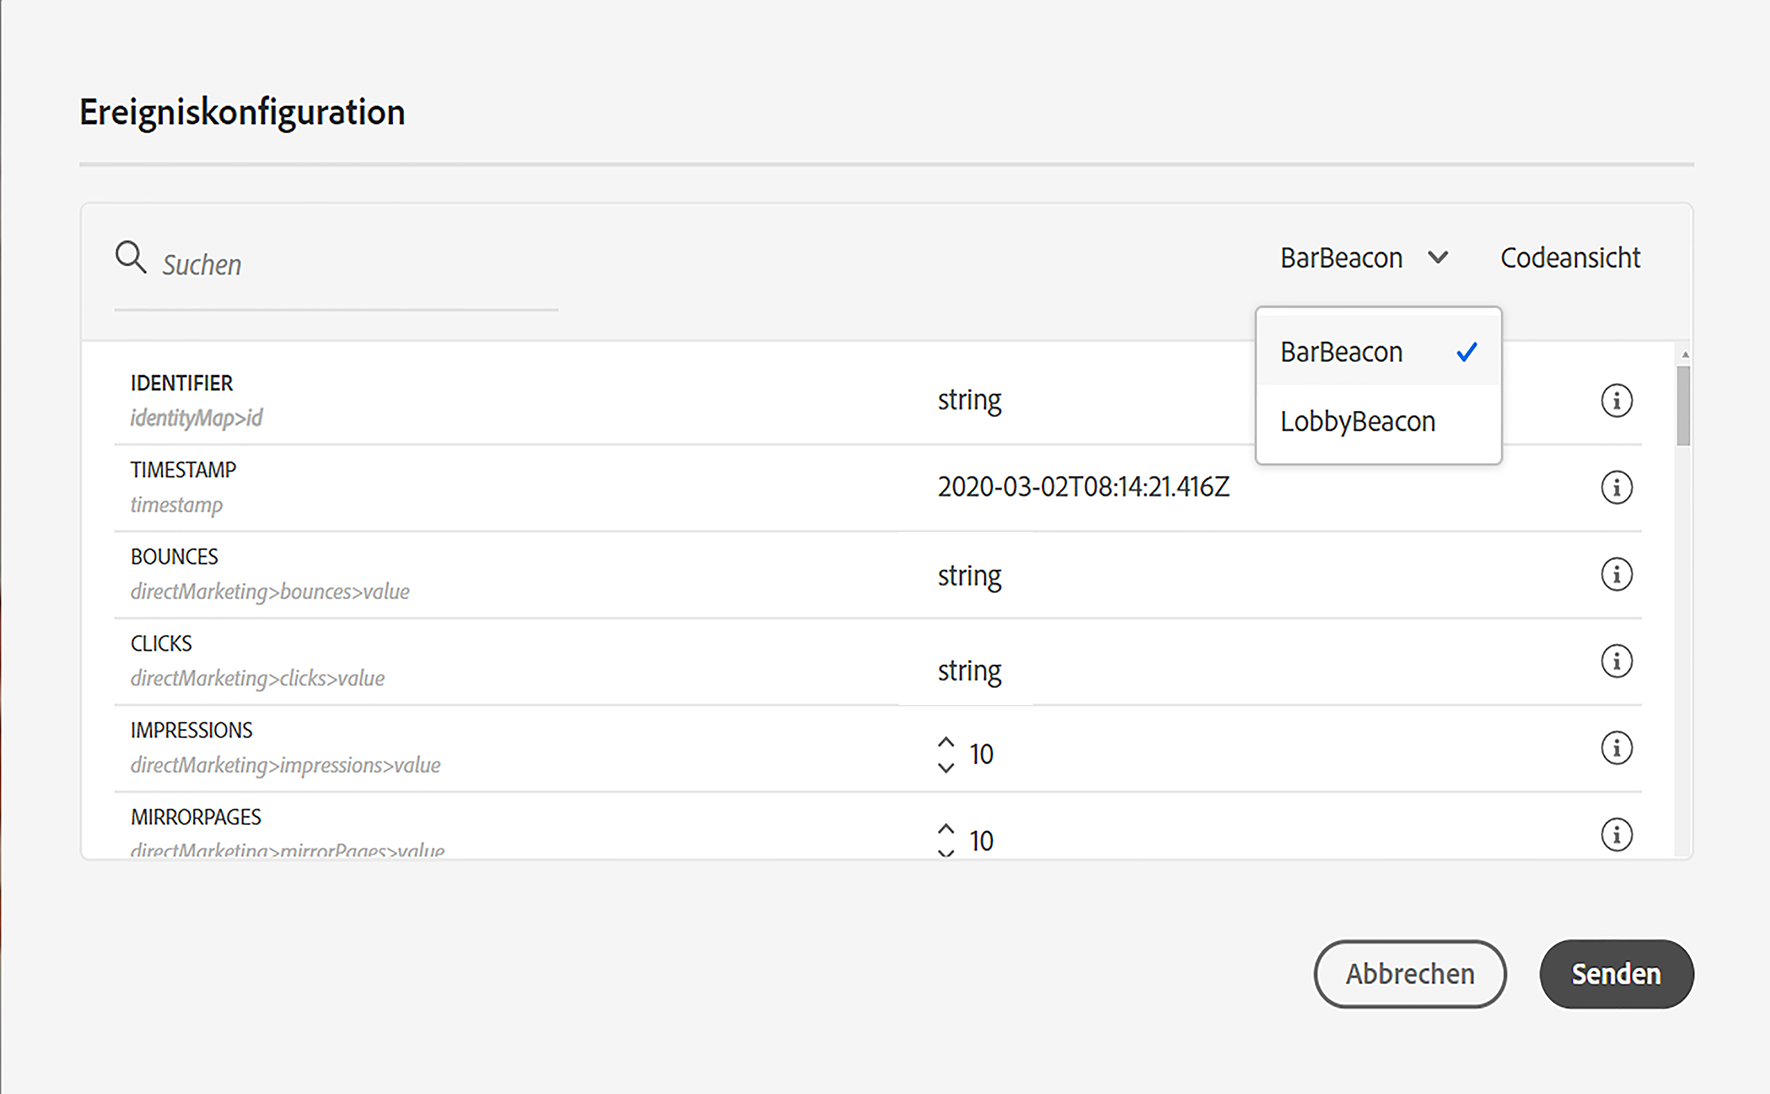 Ereigniskonfiguration
Suchen
BarBeacon
Codeansicht
BarBeacon
LobbyBeacon
IDENTIFIER
identityMap>id
string
TIMESTAMP
timestamp
2020-03-02T08:14:21.416Z
BOUNCES
directMarketing>bounces>value
string
CLICKS
directMarketing>clicks>value
string
IMPRESSIONS
directMarketing>impressions>value
10
MIRRORPAGES
directMarketing>mirrorPages>value
10
Abbrechen
Senden